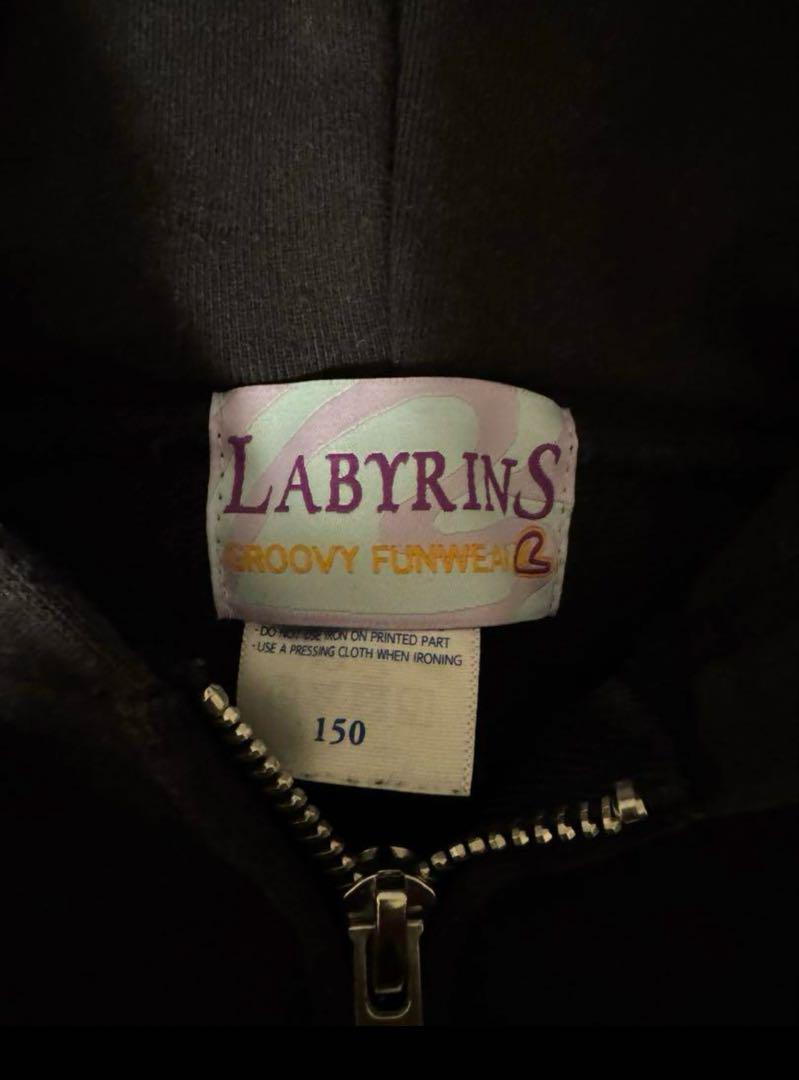 LABYRINS
GROOVY FUNWEAR
-DO NOT USE IRON ON PRINTED PART
-USE A PRESSING CLOTH WHEN IRONING
150